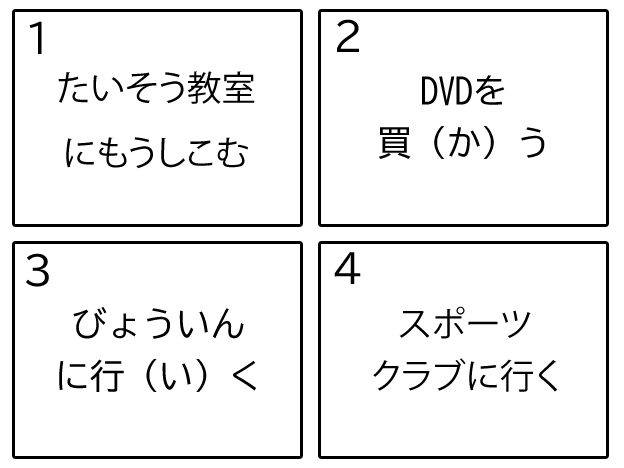 1
たいそう教室
にもうしこむ
2
DVDを
買（か）う
3
びょういん
に行（い）く
4
スポーツ
クラブに行く